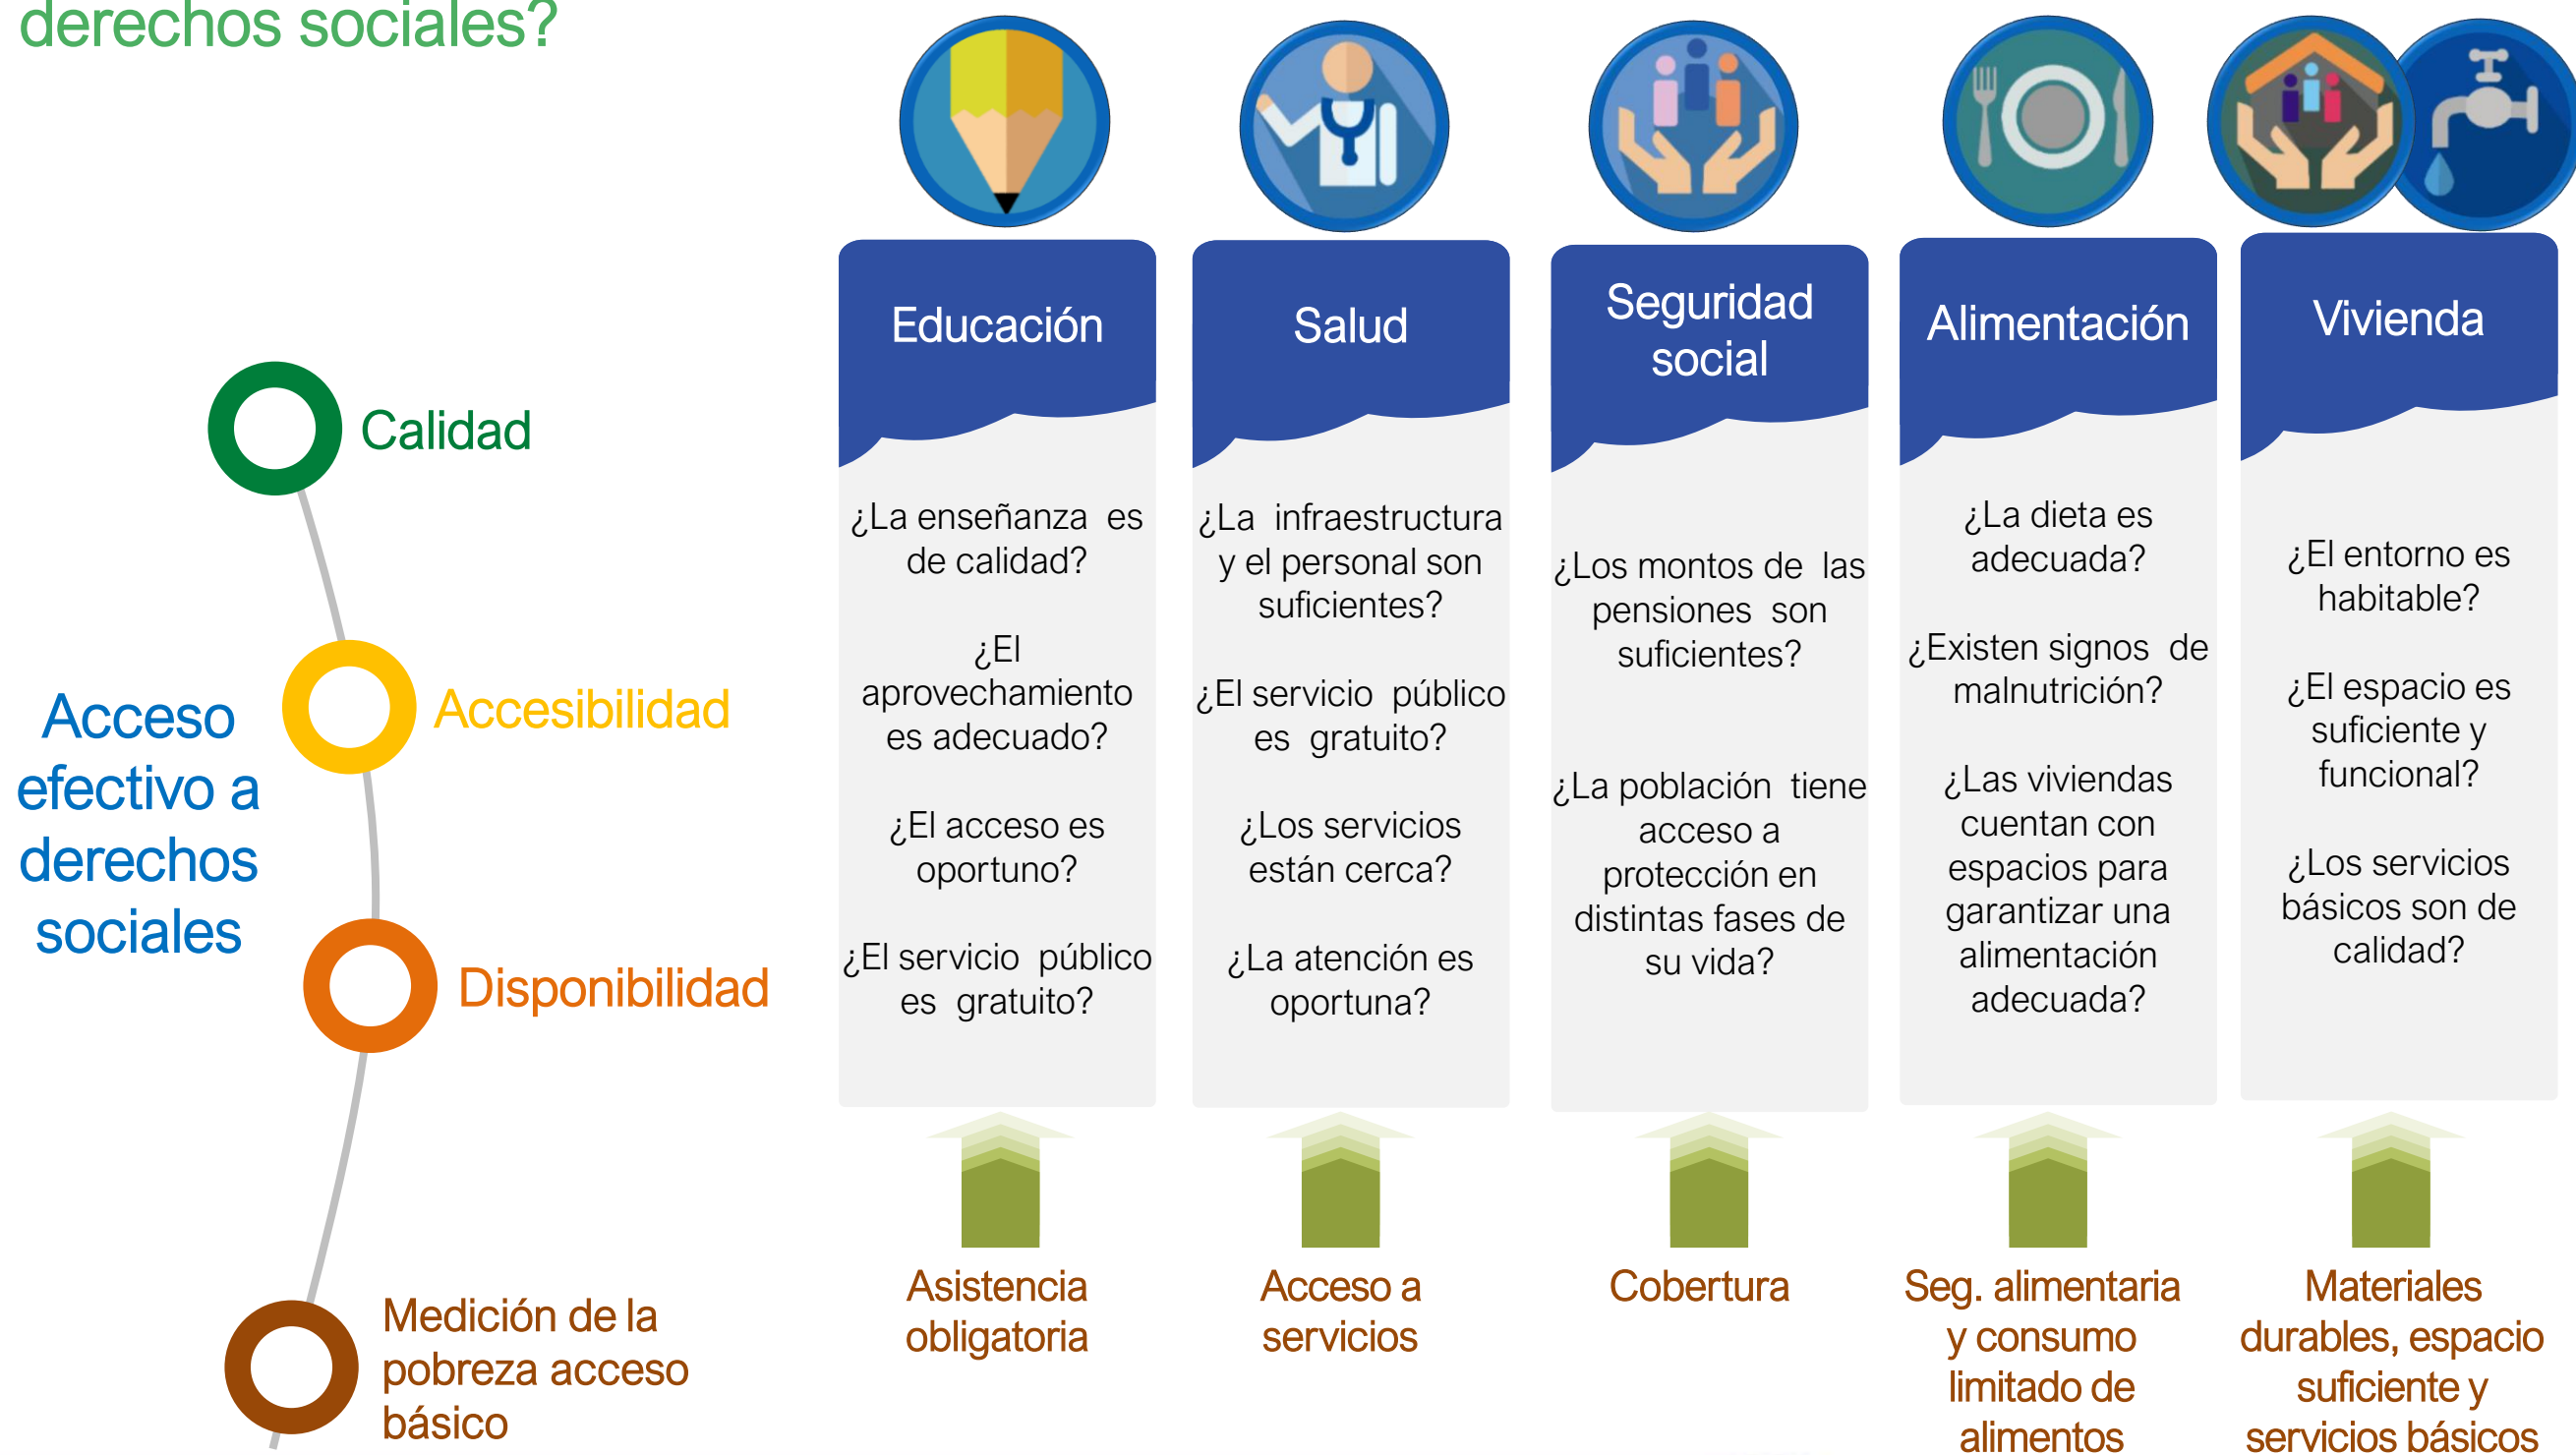 derechos sociales?
Calidad
Accesibilidad
Acceso
efectivo a
derechos
sociales
Disponibilidad
Medición de la
pobreza acceso
básico
Educación
¿La enseñanza es
de calidad?
¿El
aprovechamiento
es adecuado?
¿El acceso es
oportuno?
¿El servicio público
es gratuito?
Asistencia
obligatoria
Salud
¿La infraestructura
y el personal son
suficientes?
¿El servicio público
es gratuito?
¿Los servicios
están cerca?
¿La atención es
oportuna?
Acceso a
servicios
Seguridad
social
¿Los montos de las
pensiones son
suficientes?
¿La población tiene
acceso a
protección en
distintas fases de
su vida?
Cobertura
Alimentación
¿La dieta es
adecuada?
¿Existen signos de
malnutrición?
¿Las viviendas
cuentan con
espacios para
garantizar una
alimentación
adecuada?
Seg. alimentaria
y consumo
limitado de
alimentos
Vivienda
¿El entorno es
habitable?
¿El espacio es
suficiente y
funcional?
¿Los servicios
básicos son de
calidad?
Materiales
durables, espacio
suficiente y
servicios básicos